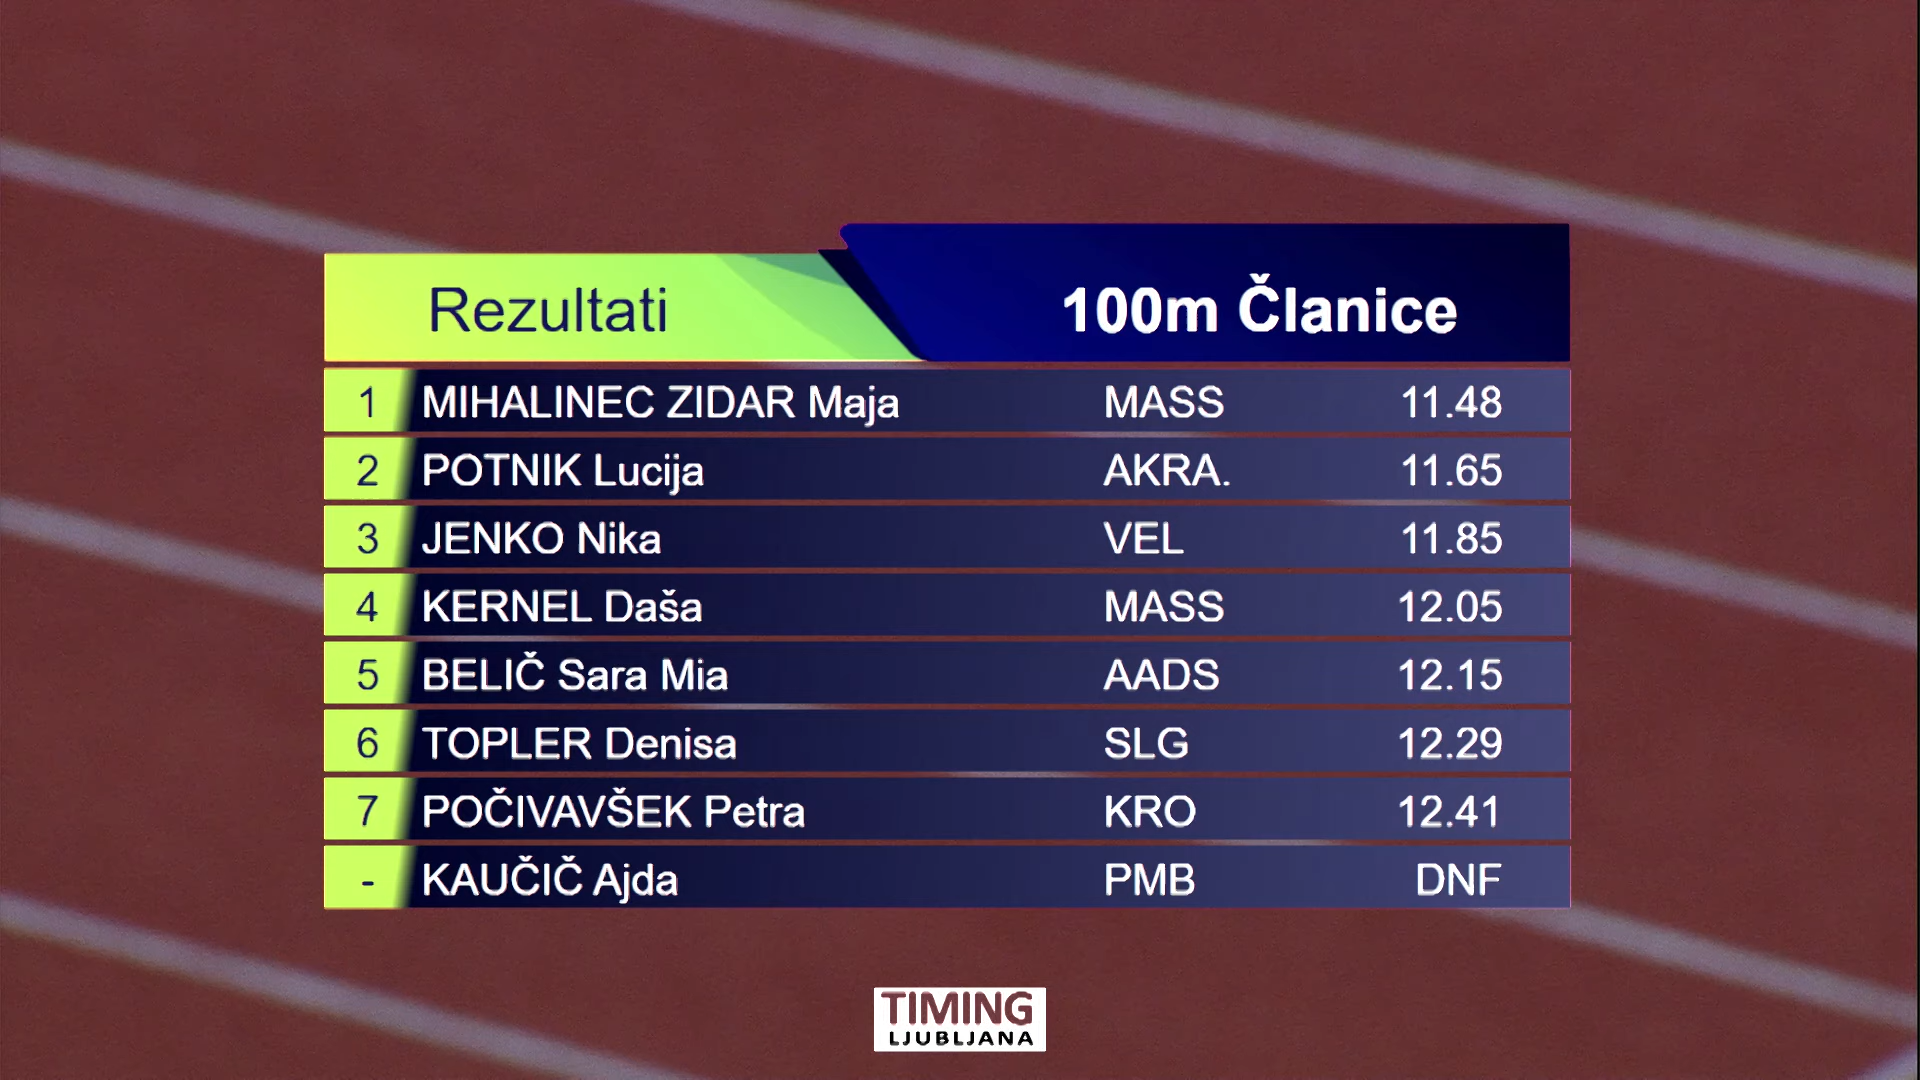 Rezultati 100m Članice
1 MIHALINEC ZIDAR Maja MASS 11.48
2 POTNIK Lucija AKRA. 11.65
3 JENKO Nika VEL 11.85
4 KERNEL Daša MASS 12.05
5 BELIČ Sara Mia AADS 12.15
6 TOPLER Denisa SLG 12.29
7 POČIVAVŠEK Petra KRO 12.41
- KAUČIČ Ajda PMB DNF
TIMING
LJUBLJANA